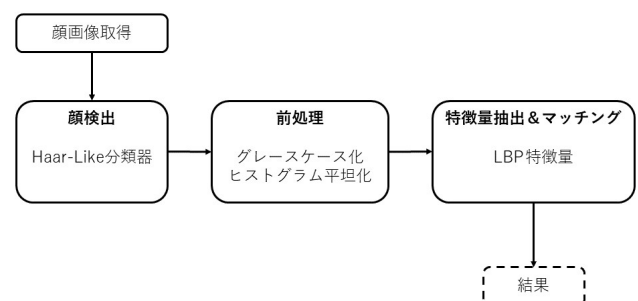 顔画像取得
顔検出
Haar-Like分類器
前処理
グレースケース化
ヒストグラム平坦化
特徴量抽出＆マッチング
LBP特徴量
結果